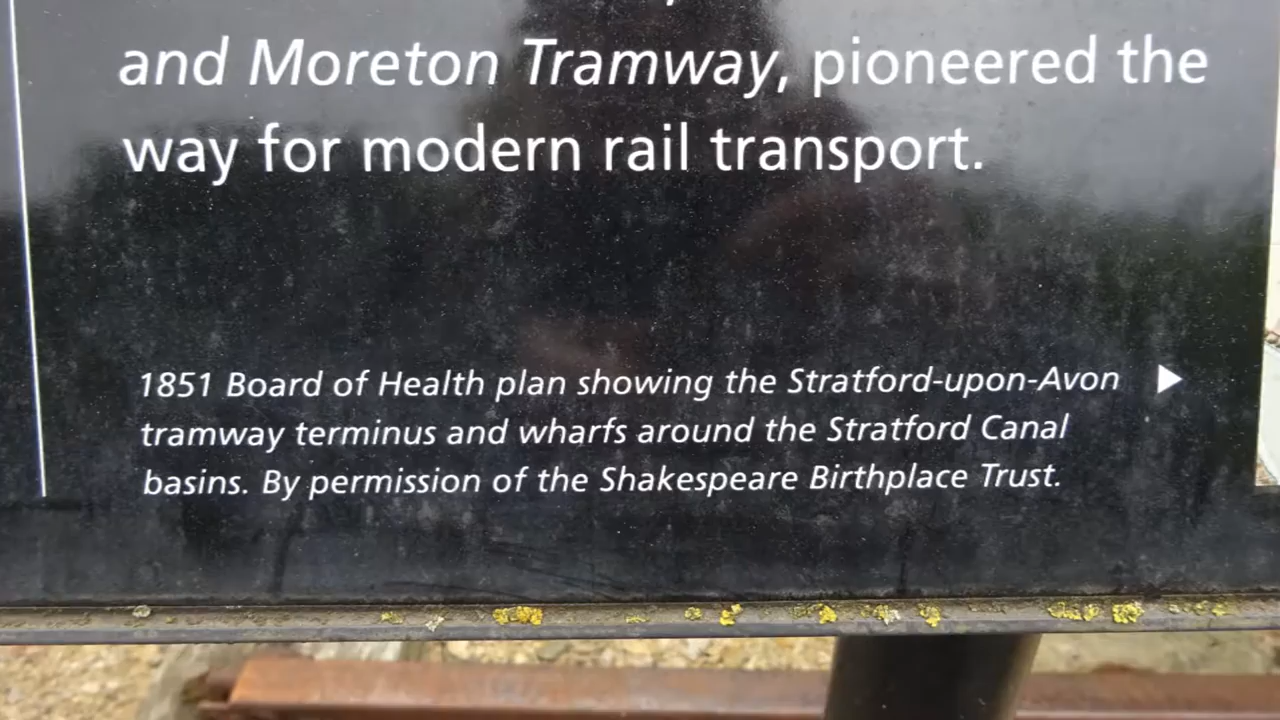 and Moreton Tramway, pioneered the
way for modern rail transport.
1851 Board of Health plan showing the Stratford-upon-Avon
tramway terminus and wharfs around the Stratford Canal
basins. By permission of the Shakespeare Birthplace Trust.